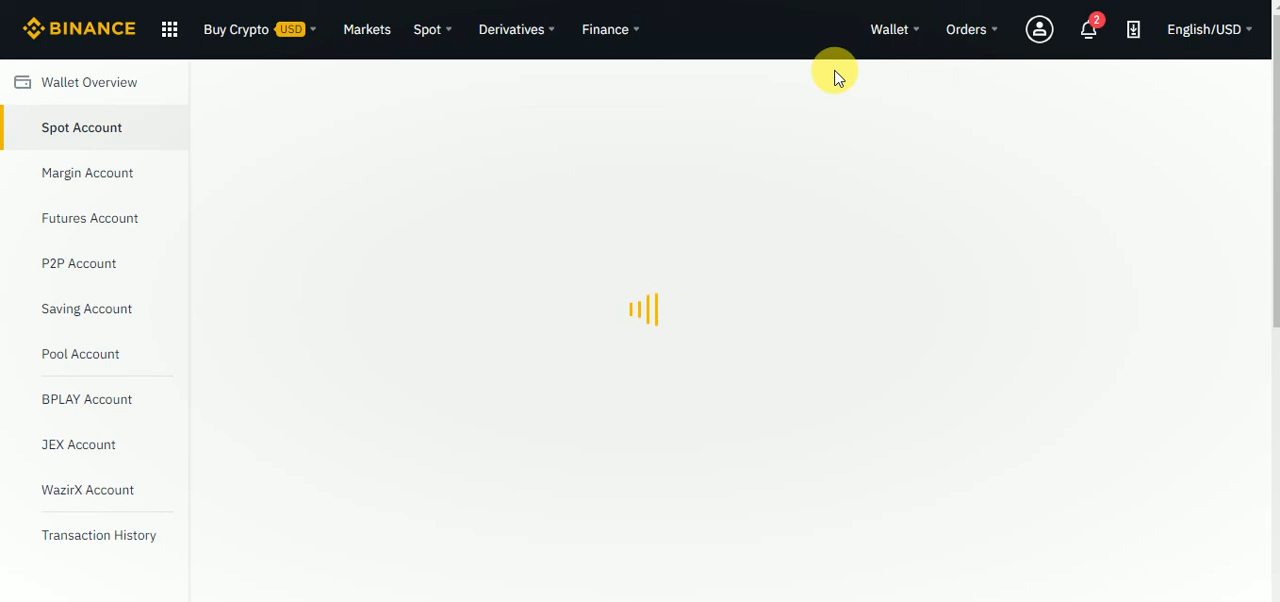 BINANCE Buy Crypto USD Markets Spot Derivatives Finance Wallet Orders 2 English/USD
Wallet Overview
Spot Account
Margin Account
Futures Account
P2P Account
Saving Account
Pool Account
BPLAY Account
JEX Account
WazirX Account
Transaction History